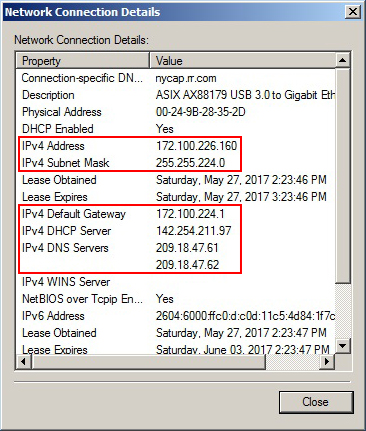 Network Connection Details
Network Connection Details:
Property Value
Connection-specific DN... nycap.rr.com
Description ASIX AX88179 USB 3.0 to Gigabit Eth
Physical Address 00-24-9B-28-35-2D
DHCP Enabled Yes
IPv4 Address 172.100.226.160
IPv4 Subnet Mask 255.255.224.0
Lease Obtained Saturday, May 27, 2017 2:23:46 PM
Lease Expires Saturday, May 27, 2017 3:23:46 PM
IPv4 Default Gateway 172.100.224.1
IPv4 DHCP Server 142.254.211.97
IPv4 DNS Servers 209.18.47.61
209.18.47.62
IPv4 WINS Server
NetBIOS over Tcpip En... Yes
IPv6 Address 2604:6000:ffc0:d:c0d:11c5:4d84:1f7c
Lease Obtained Saturday, May 27, 2017 2:23:47 PM
Lease Expires Saturday, June 03, 2017 2:23:47 PM
Close